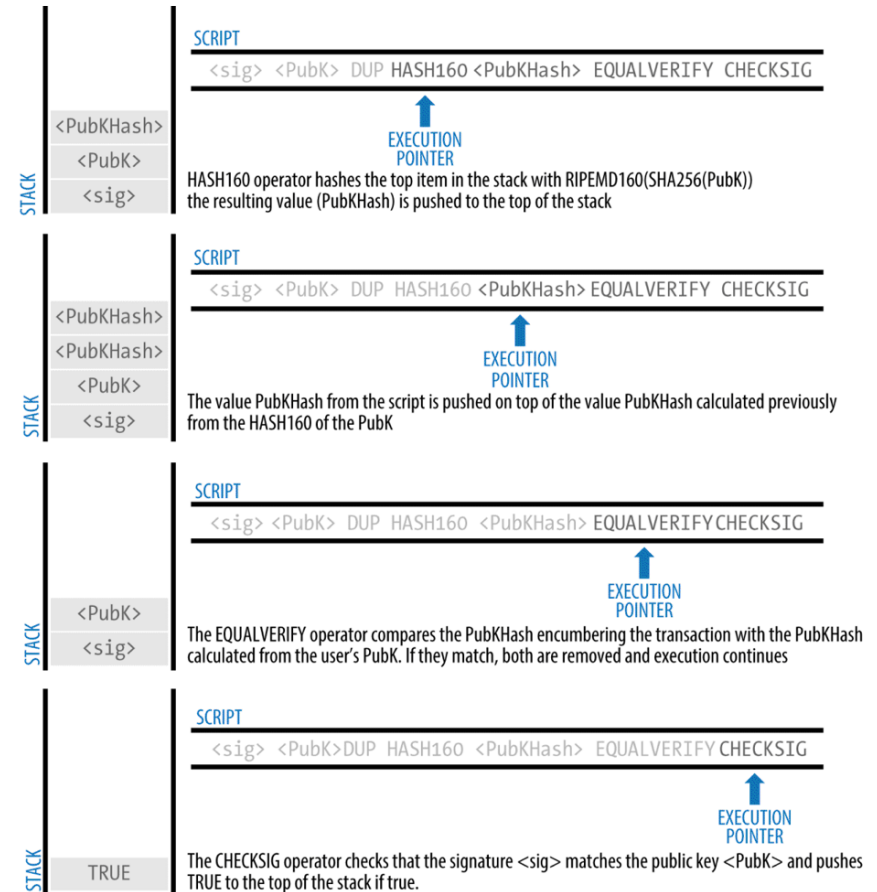 SCRIPT
<sig> <PubK> DUP HASH160 <PubKHash> EQUALVERIFY CHECKSIG
EXECUTION
POINTER
<PubKHash>
<PubK>
<sig>
STACK
HASH160 operator hashes the top item in the stack with RIPEMD160(SHA256(PubK))
the resulting value (PubKHash) is pushed to the top of the stack
SCRIPT
<sig> <PubK> DUP HASH160 <PubKHash> EQUALVERIFY CHECKSIG
EXECUTION
POINTER
<PubKHash>
<PubKHash>
<PubK>
<sig>
STACK
The value PubKHash from the script is pushed on top of the value PubKHash calculated previously
from the HASH160 of the PubK
SCRIPT
<sig> <PubK> DUP HASH160 <PubKHash> EQUALVERIFY CHECKSIG
EXECUTION
POINTER
<PubK>
<sig>
STACK
The EQUALVERIFY operator compares the PubKHash encumbering the transaction with the PubKHash
calculated from the user's PubK. If they match, both are removed and execution continues
SCRIPT
<sig> <PubK>DUP HASH160 <PubKHash> EQUALVERIFY CHECKSIG
EXECUTION
POINTER
TRUE
STACK
The CHECKSIG operator checks that the signature <sig> matches the public key <PubK> and pushes
TRUE to the top of the stack if true.